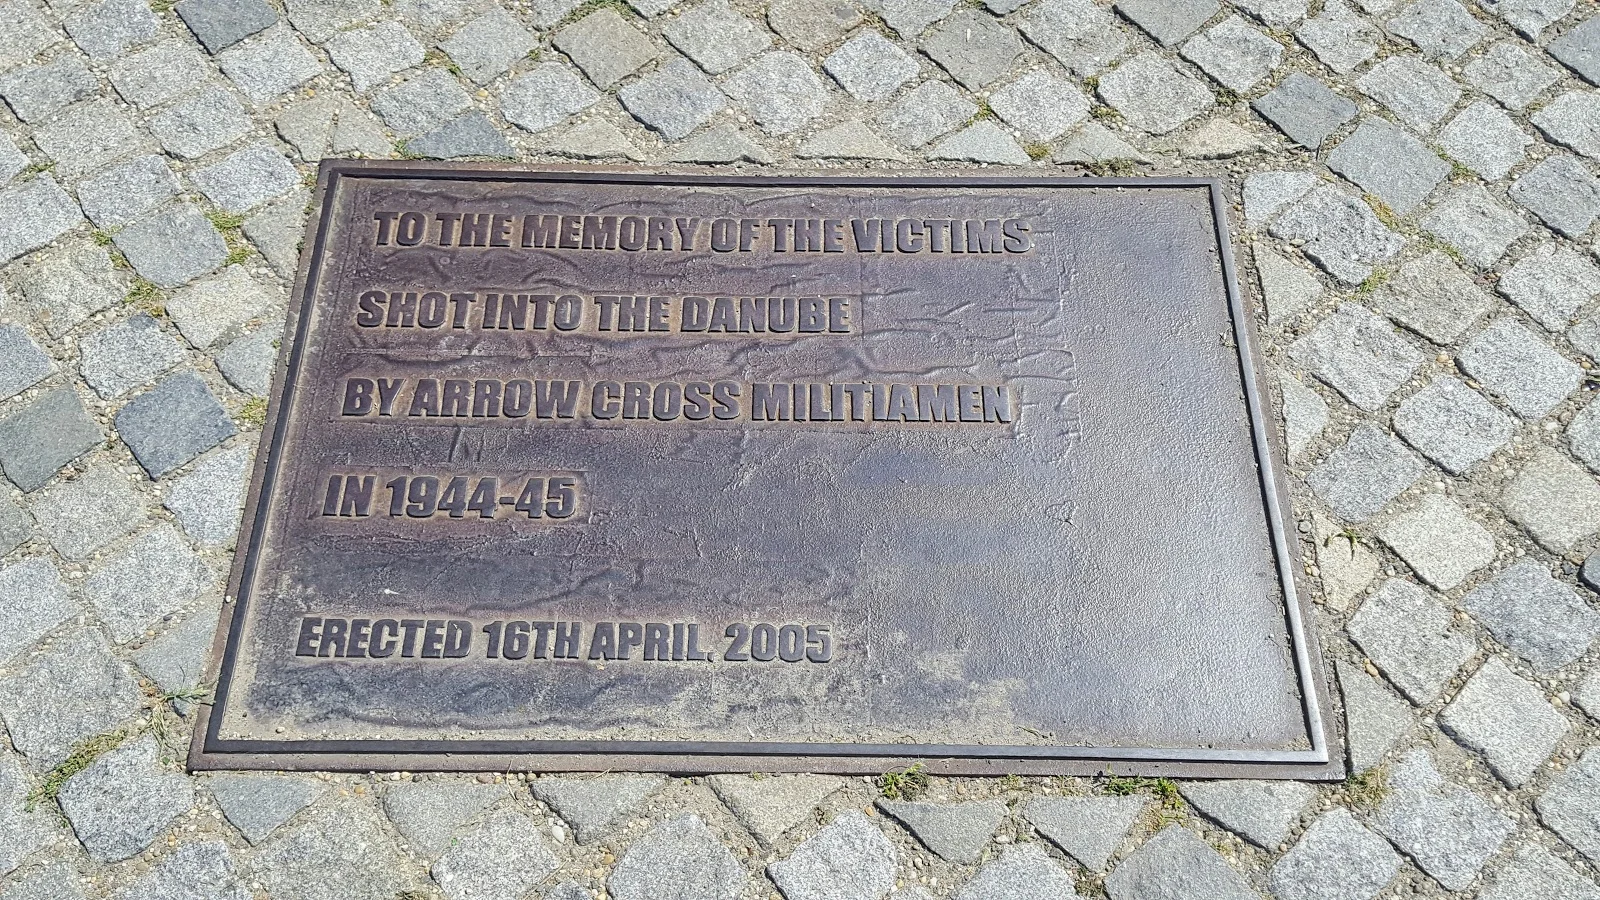 TO THE MEMORY OF THE VICTIMS
SHOT INTO THE DANUBE
BY ARROW CROSS MILITIAMEN
IN 1944-45
ERECTED 16TH APRIL, 2005